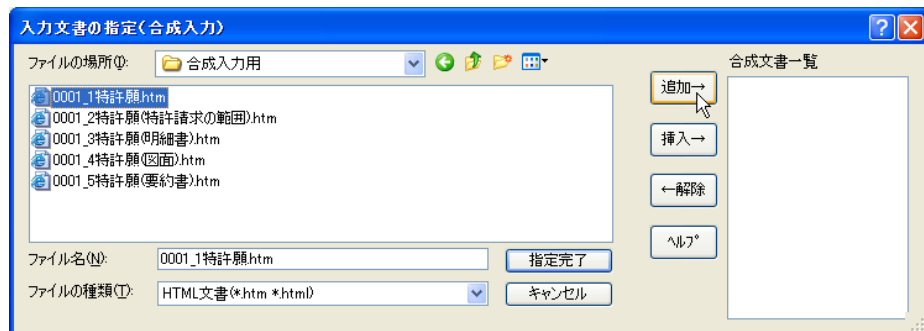 入力文書の指定(合成入力)
ファイルの場所(I):
合成入力用
合成文書一覧
0001_1特許願.htm
0001_2特許願(特許請求の範囲).htm
0001_3特許願(明細書).htm
0001_4特許願(図面).htm
0001_5特許願(要約書).htm
追加→
挿入→
←解除
ヘルプ
ファイル名(N):
0001_1特許願.htm
指定完了
ファイルの種類(T):
HTML文書(*.htm *.html)
キャンセル